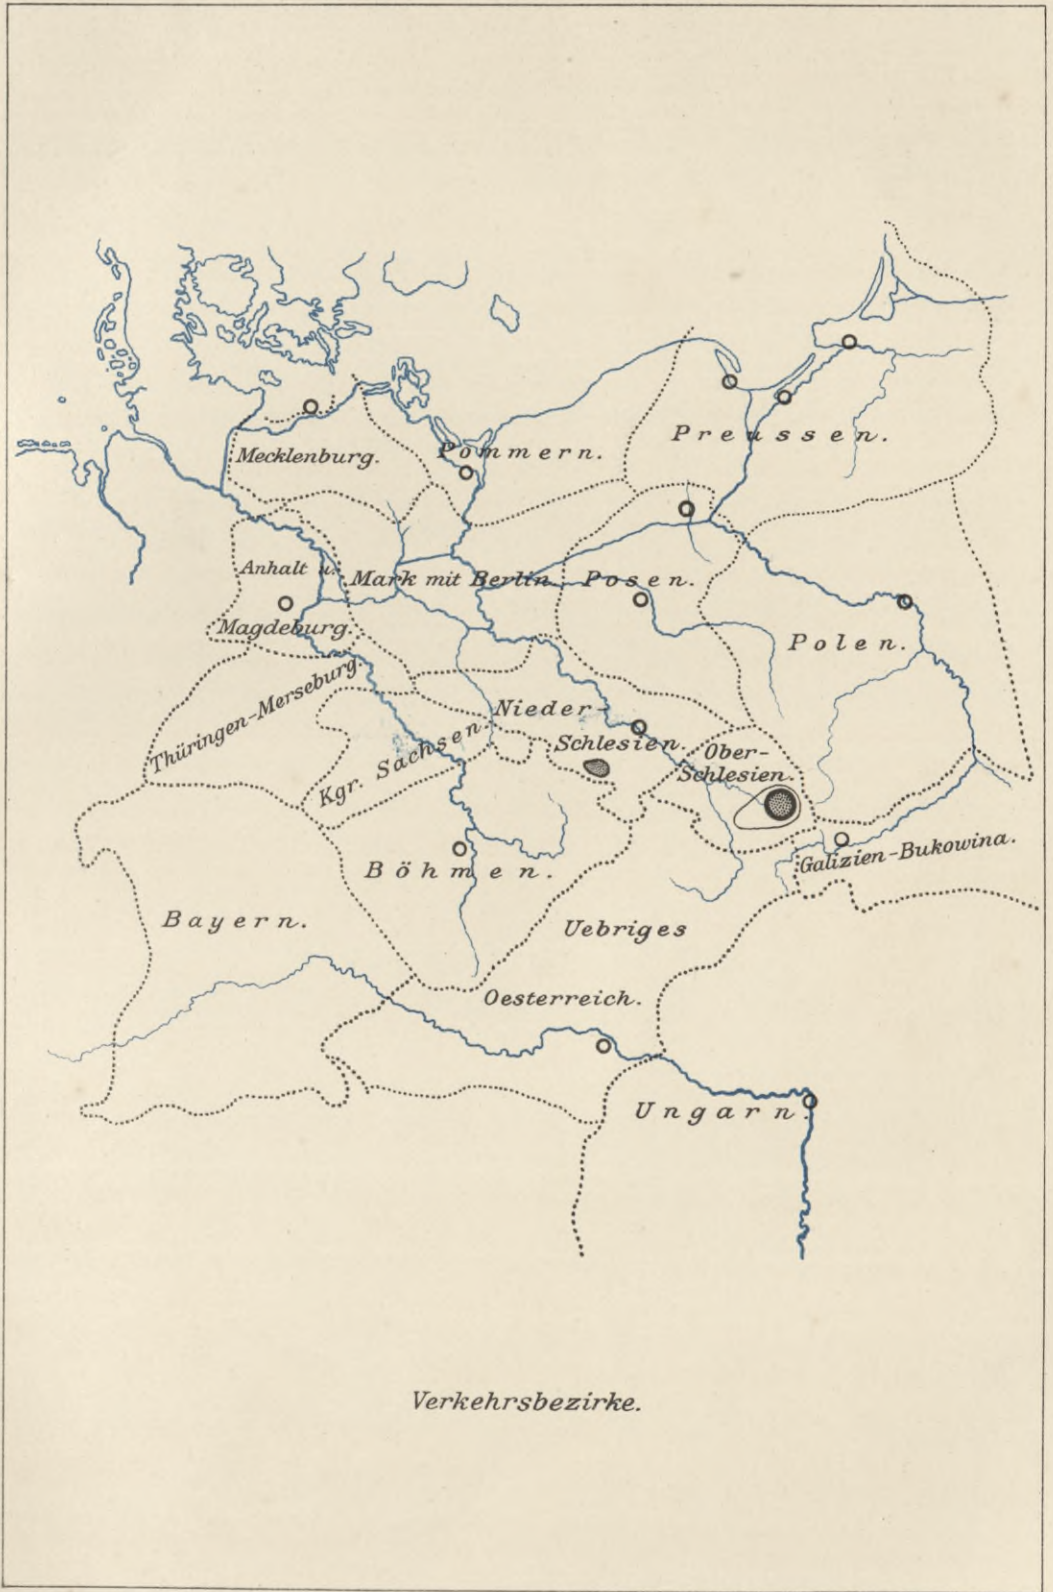 Preussen.
Mecklenburg.
Pommern.
Anhalt u.
Mark mit Berlin
Posen.
Magdeburg.
Polen.
Thüringen-Merseburg.
Nieder-
Schlesien.
Kgr. Sachsen.
Ober-
Schlesien.
Galizien-Bukowina.
Böhmen.
Bayern.
Uebriges
Oesterreich.
Ungarn.
Verkehrsbezirke.